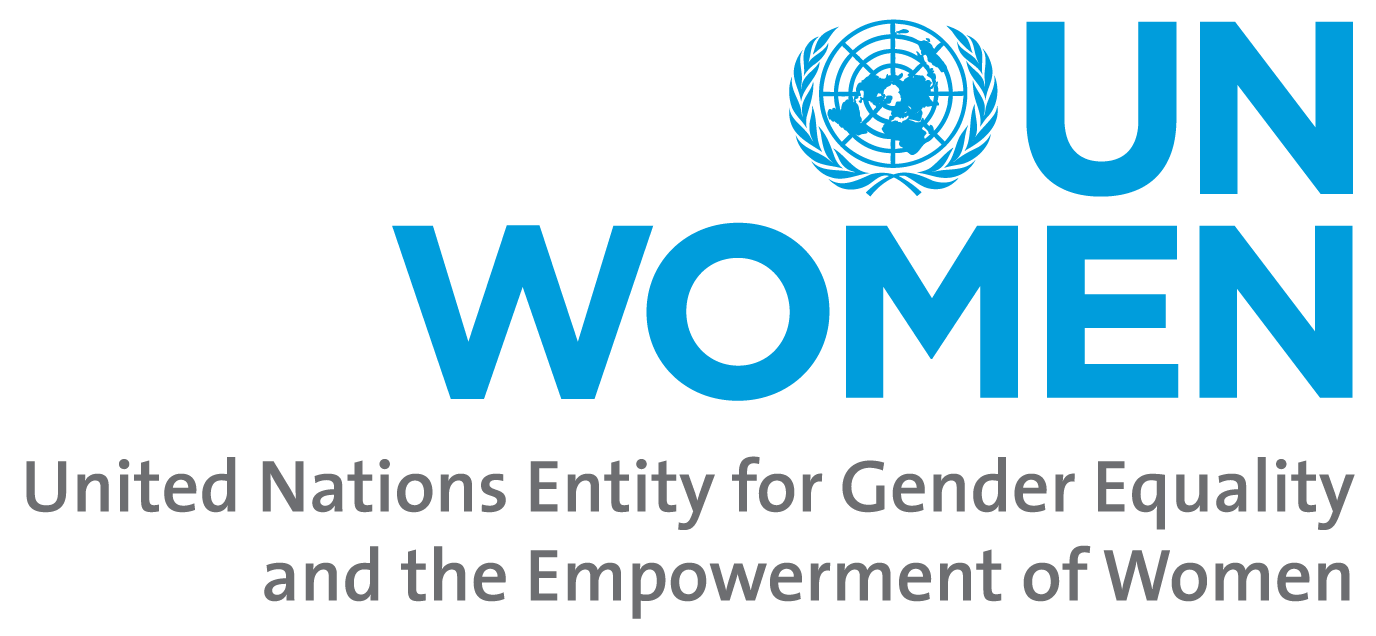 UN
WOMEN
United Nations Entity for Gender Equality
and the Empowerment of Women